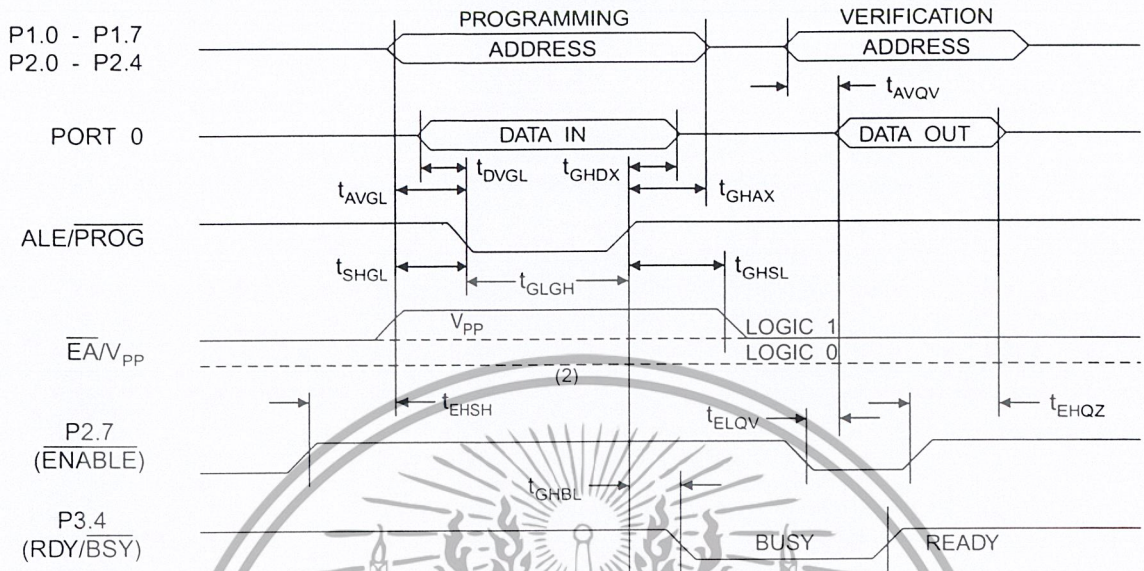 PROGRAMMING
VERIFICATION
P1.0 - P1.7
P2.0 - P2.4
ADDRESS
ADDRESS
tAVQV
PORT 0
DATA IN
DATA OUT
tDVGL
tGHDX
tAVGL
tGHAX
ALE/PROG
tSHGL
tGLGH
tGHSL
EA/VPP
VPP
LOGIC 1
LOGIC 0
(2)
tEHSH
tELQV
tEHQZ
P2.7
(ENABLE)
tGHBL
P3.4
(RDY/BSY)
BUSY
READY